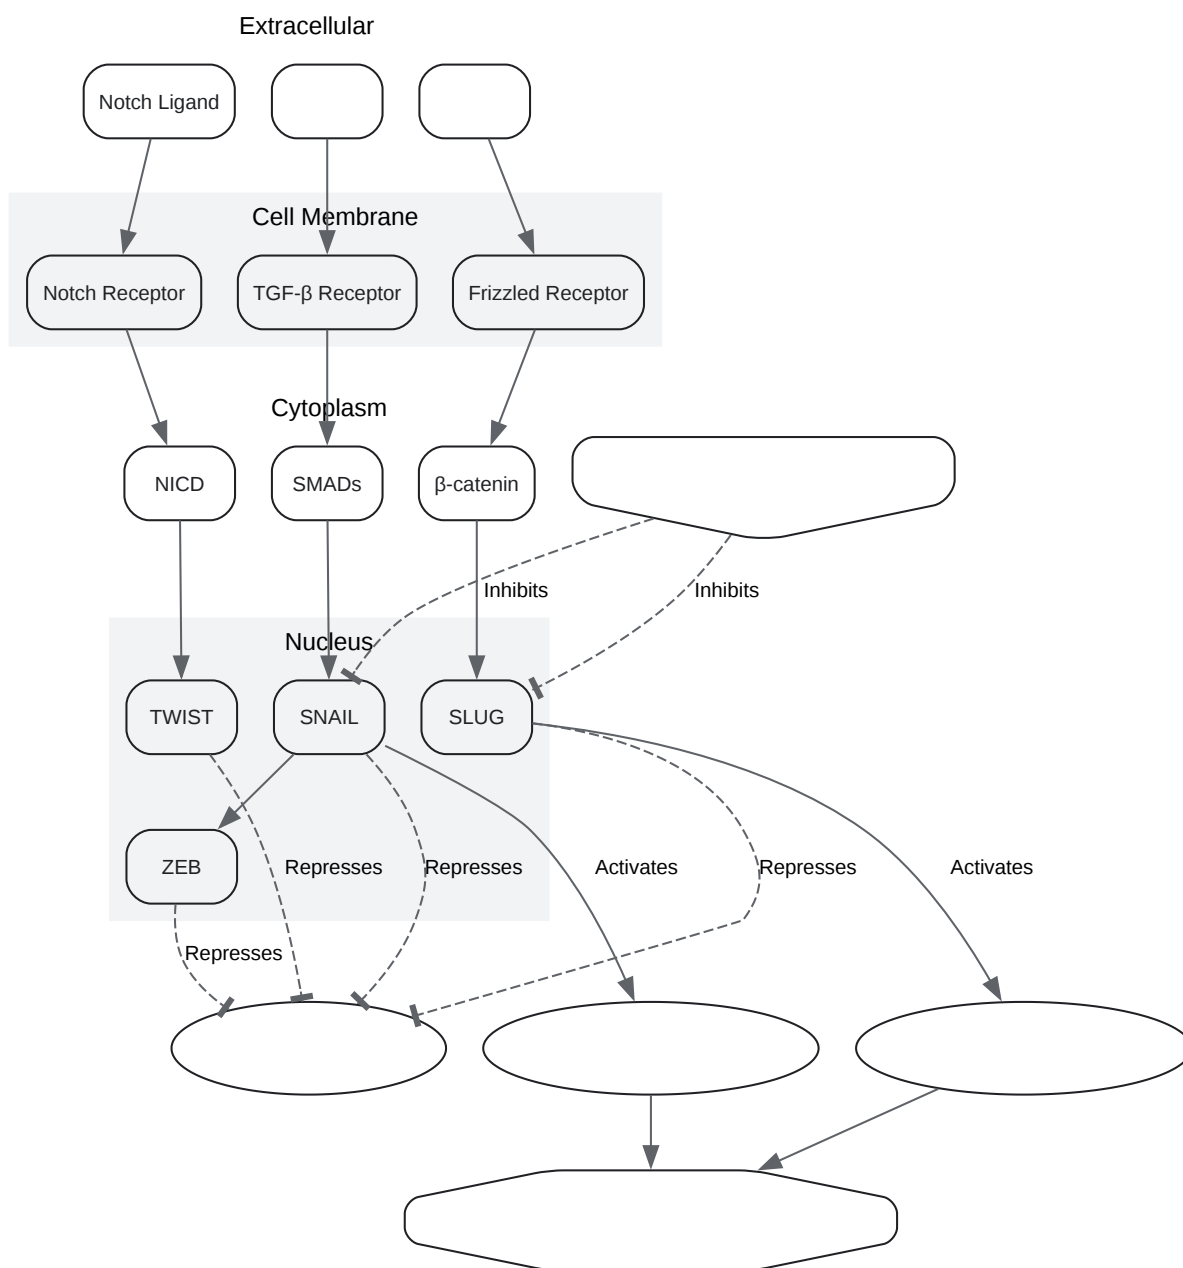 Extracellular
Notch Ligand
Cell Membrane
Notch Receptor
TGF-β Receptor
Frizzled Receptor
Cytoplasm
NICD
SMADs
β-catenin
Inhibits
Inhibits
Nucleus
TWIST
SNAIL
SLUG
ZEB
Represses
Represses
Activates
Represses
Activates
Represses